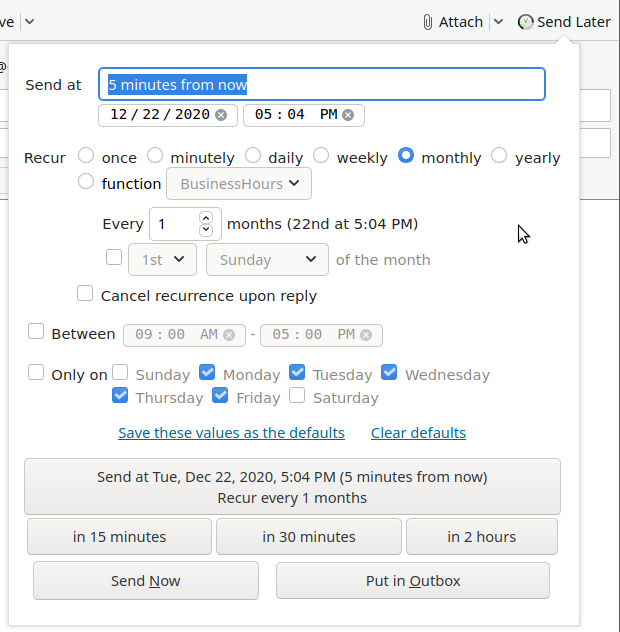 ve Attach Send Later
@
Send at 5 minutes from now
12 / 22 / 2020 05 : 04 PM
Recur once minutely daily weekly monthly yearly
function BusinessHours
Every 1 months (22nd at 5:04 PM)
1st Sunday of the month
Cancel recurrence upon reply
Between 09 : 00 AM - 05 : 00 PM
Only on Sunday Monday Tuesday Wednesday
Thursday Friday Saturday
Save these values as the defaults Clear defaults
Send at Tue, Dec 22, 2020, 5:04 PM (5 minutes from now)
Recur every 1 months
in 15 minutes in 30 minutes in 2 hours
Send Now Put in Outbox